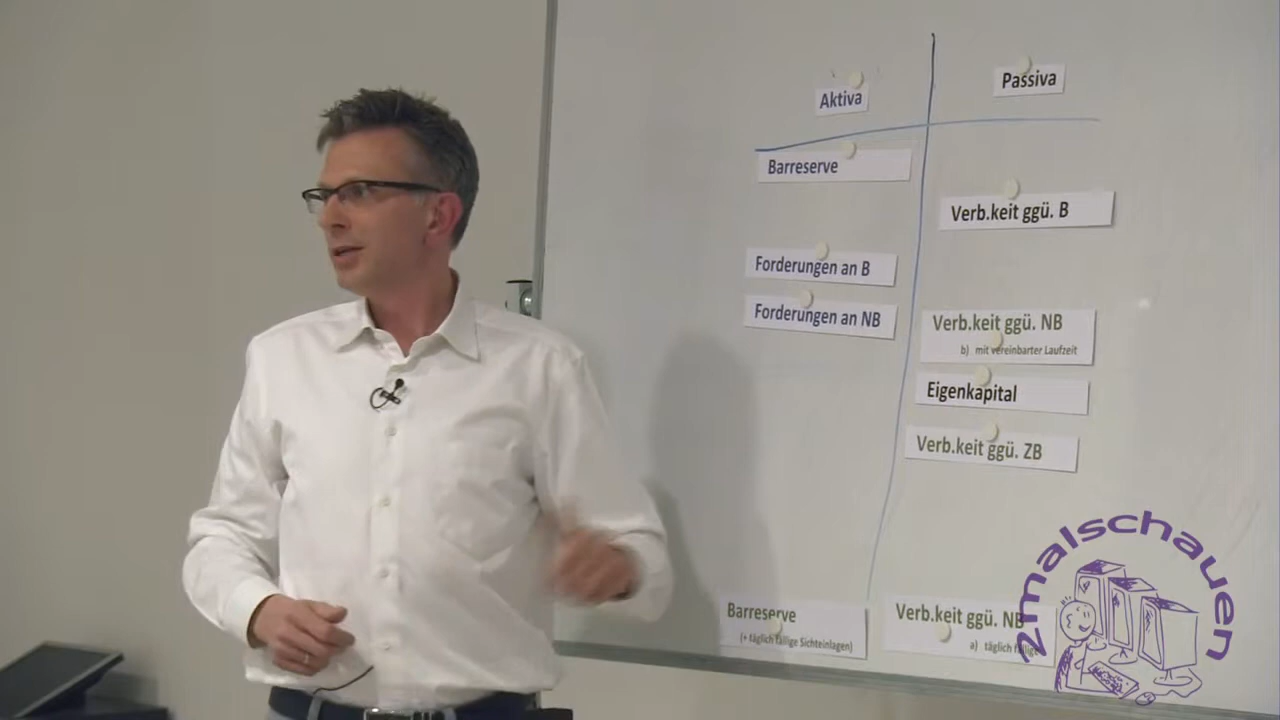 Aktiva
Passiva
Barreserve
Verb.keit ggü. B
Forderungen an B
Forderungen an NB
Verb.keit ggü. NB
b) mit vereinbarter Laufzeit
Eigenkapital
Verb.keit ggü. ZB
Barreserve
(+ täglich fällige Sichteinlagen)
Verb.keit ggü. NB
a) täglich fällige
2malschauen